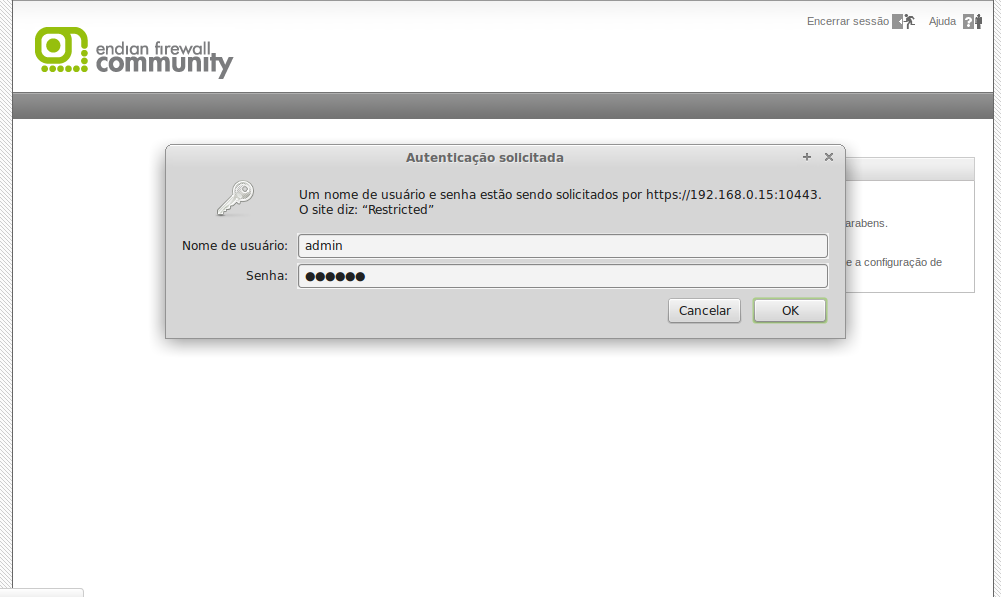 Encerrar sessão
Ajuda
endian firewall
community
Autenticação solicitada
Um nome de usuário e senha estão sendo solicitados por https://192.168.0.15:10443.
O site diz: “Restricted”
arabens.
Nome de usuário: admin
e a configuração de
Senha: ●●●●●●
Cancelar
OK